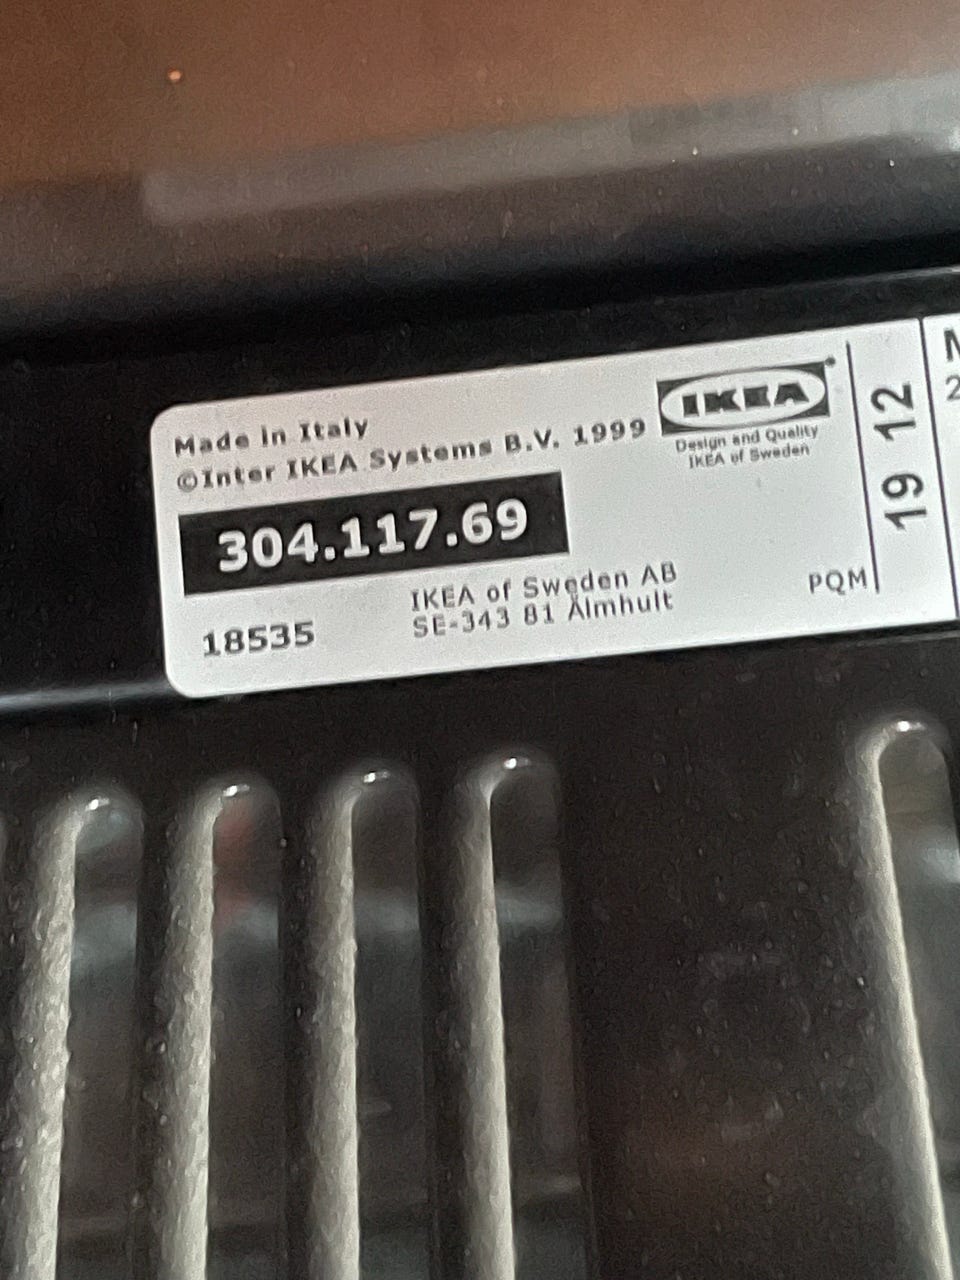 Made in Italy
©Inter IKEA Systems B.V. 1999
IKEA
Design and Quality
IKEA of Sweden
304.117.69
18535
IKEA of Sweden AB
SE-343 81 Älmhult
PQM
19 12
2